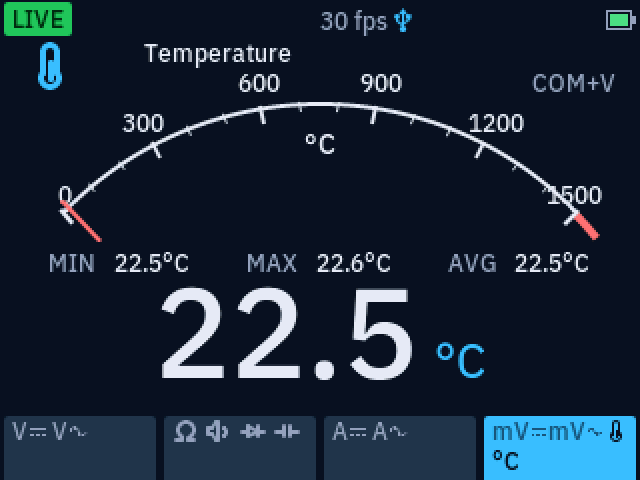 LIVE
30 fps
Temperature
COM+V
0 300 600 900 1200 1500
°C
MIN 22.5°C MAX 22.6°C AVG 22.5°C
22.5 °C
V⎓ V~
Ω
A⎓ A~
mV⎓mV~
°C